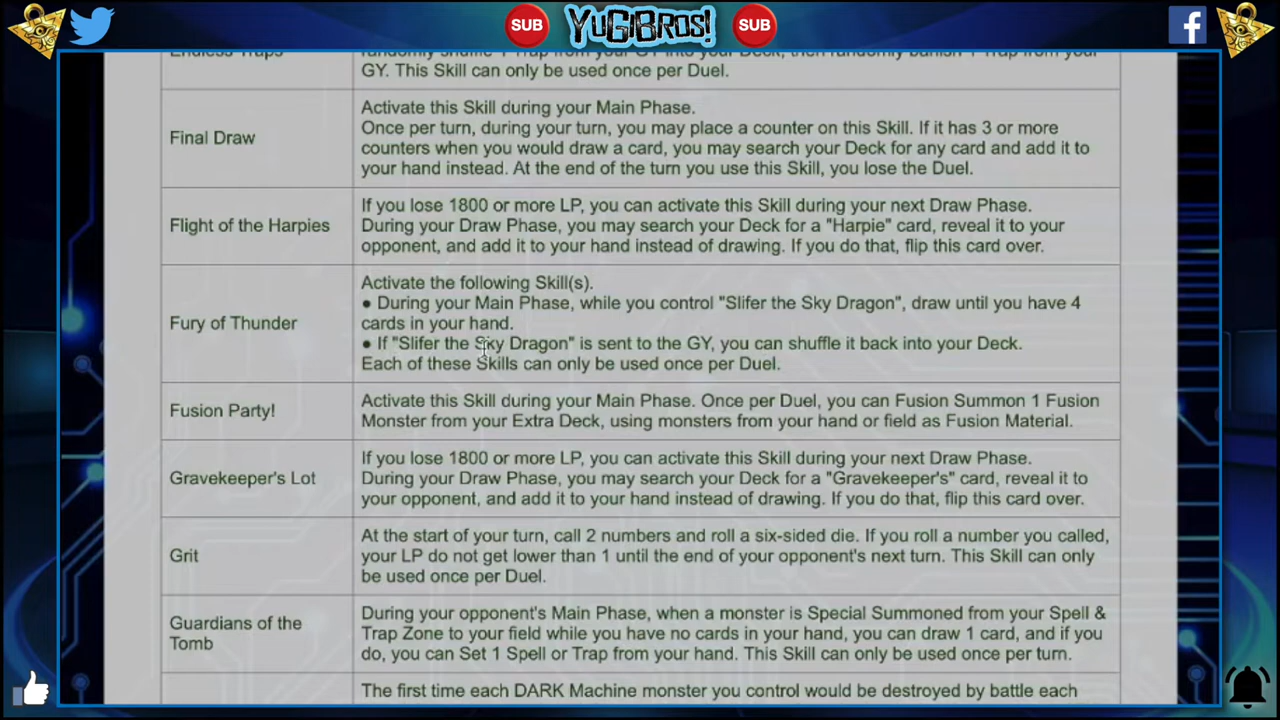 SUB YuGiBros! SUB
Endless Traps
randomly shuffle 1 Trap from your GY into your Deck, then randomly banish 1 Trap from your
GY. This Skill can only be used once per Duel.
Final Draw
Activate this Skill during your Main Phase.
Once per turn, during your turn, you may place a counter on this Skill. If it has 3 or more
counters when you would draw a card, you may search your Deck for any card and add it to
your hand instead. At the end of the turn you use this Skill, you lose the Duel.
Flight of the Harpies
If you lose 1800 or more LP, you can activate this Skill during your next Draw Phase.
During your Draw Phase, you may search your Deck for a "Harpie" card, reveal it to your
opponent, and add it to your hand instead of drawing. If you do that, flip this card over.
Fury of Thunder
Activate the following Skill(s).
● During your Main Phase, while you control "Slifer the Sky Dragon", draw until you have 4
cards in your hand.
● If "Slifer the Sky Dragon" is sent to the GY, you can shuffle it back into your Deck.
Each of these Skills can only be used once per Duel.
Fusion Party!
Activate this Skill during your Main Phase. Once per Duel, you can Fusion Summon 1 Fusion
Monster from your Extra Deck, using monsters from your hand or field as Fusion Material.
Gravekeeper's Lot
If you lose 1800 or more LP, you can activate this Skill during your next Draw Phase.
During your Draw Phase, you may search your Deck for a "Gravekeeper's" card, reveal it to
your opponent, and add it to your hand instead of drawing. If you do that, flip this card over.
Grit
At the start of your turn, call 2 numbers and roll a six-sided die. If you roll a number you called,
your LP do not get lower than 1 until the end of your opponent's next turn. This Skill can only
be used once per Duel.
Guardians of the
Tomb
During your opponent's Main Phase, when a monster is Special Summoned from your Spell &
Trap Zone to your field while you have no cards in your hand, you can draw 1 card, and if you
do, you can Set 1 Spell or Trap from your hand. This Skill can only be used once per turn.
The first time each DARK Machine monster you control would be destroyed by battle each